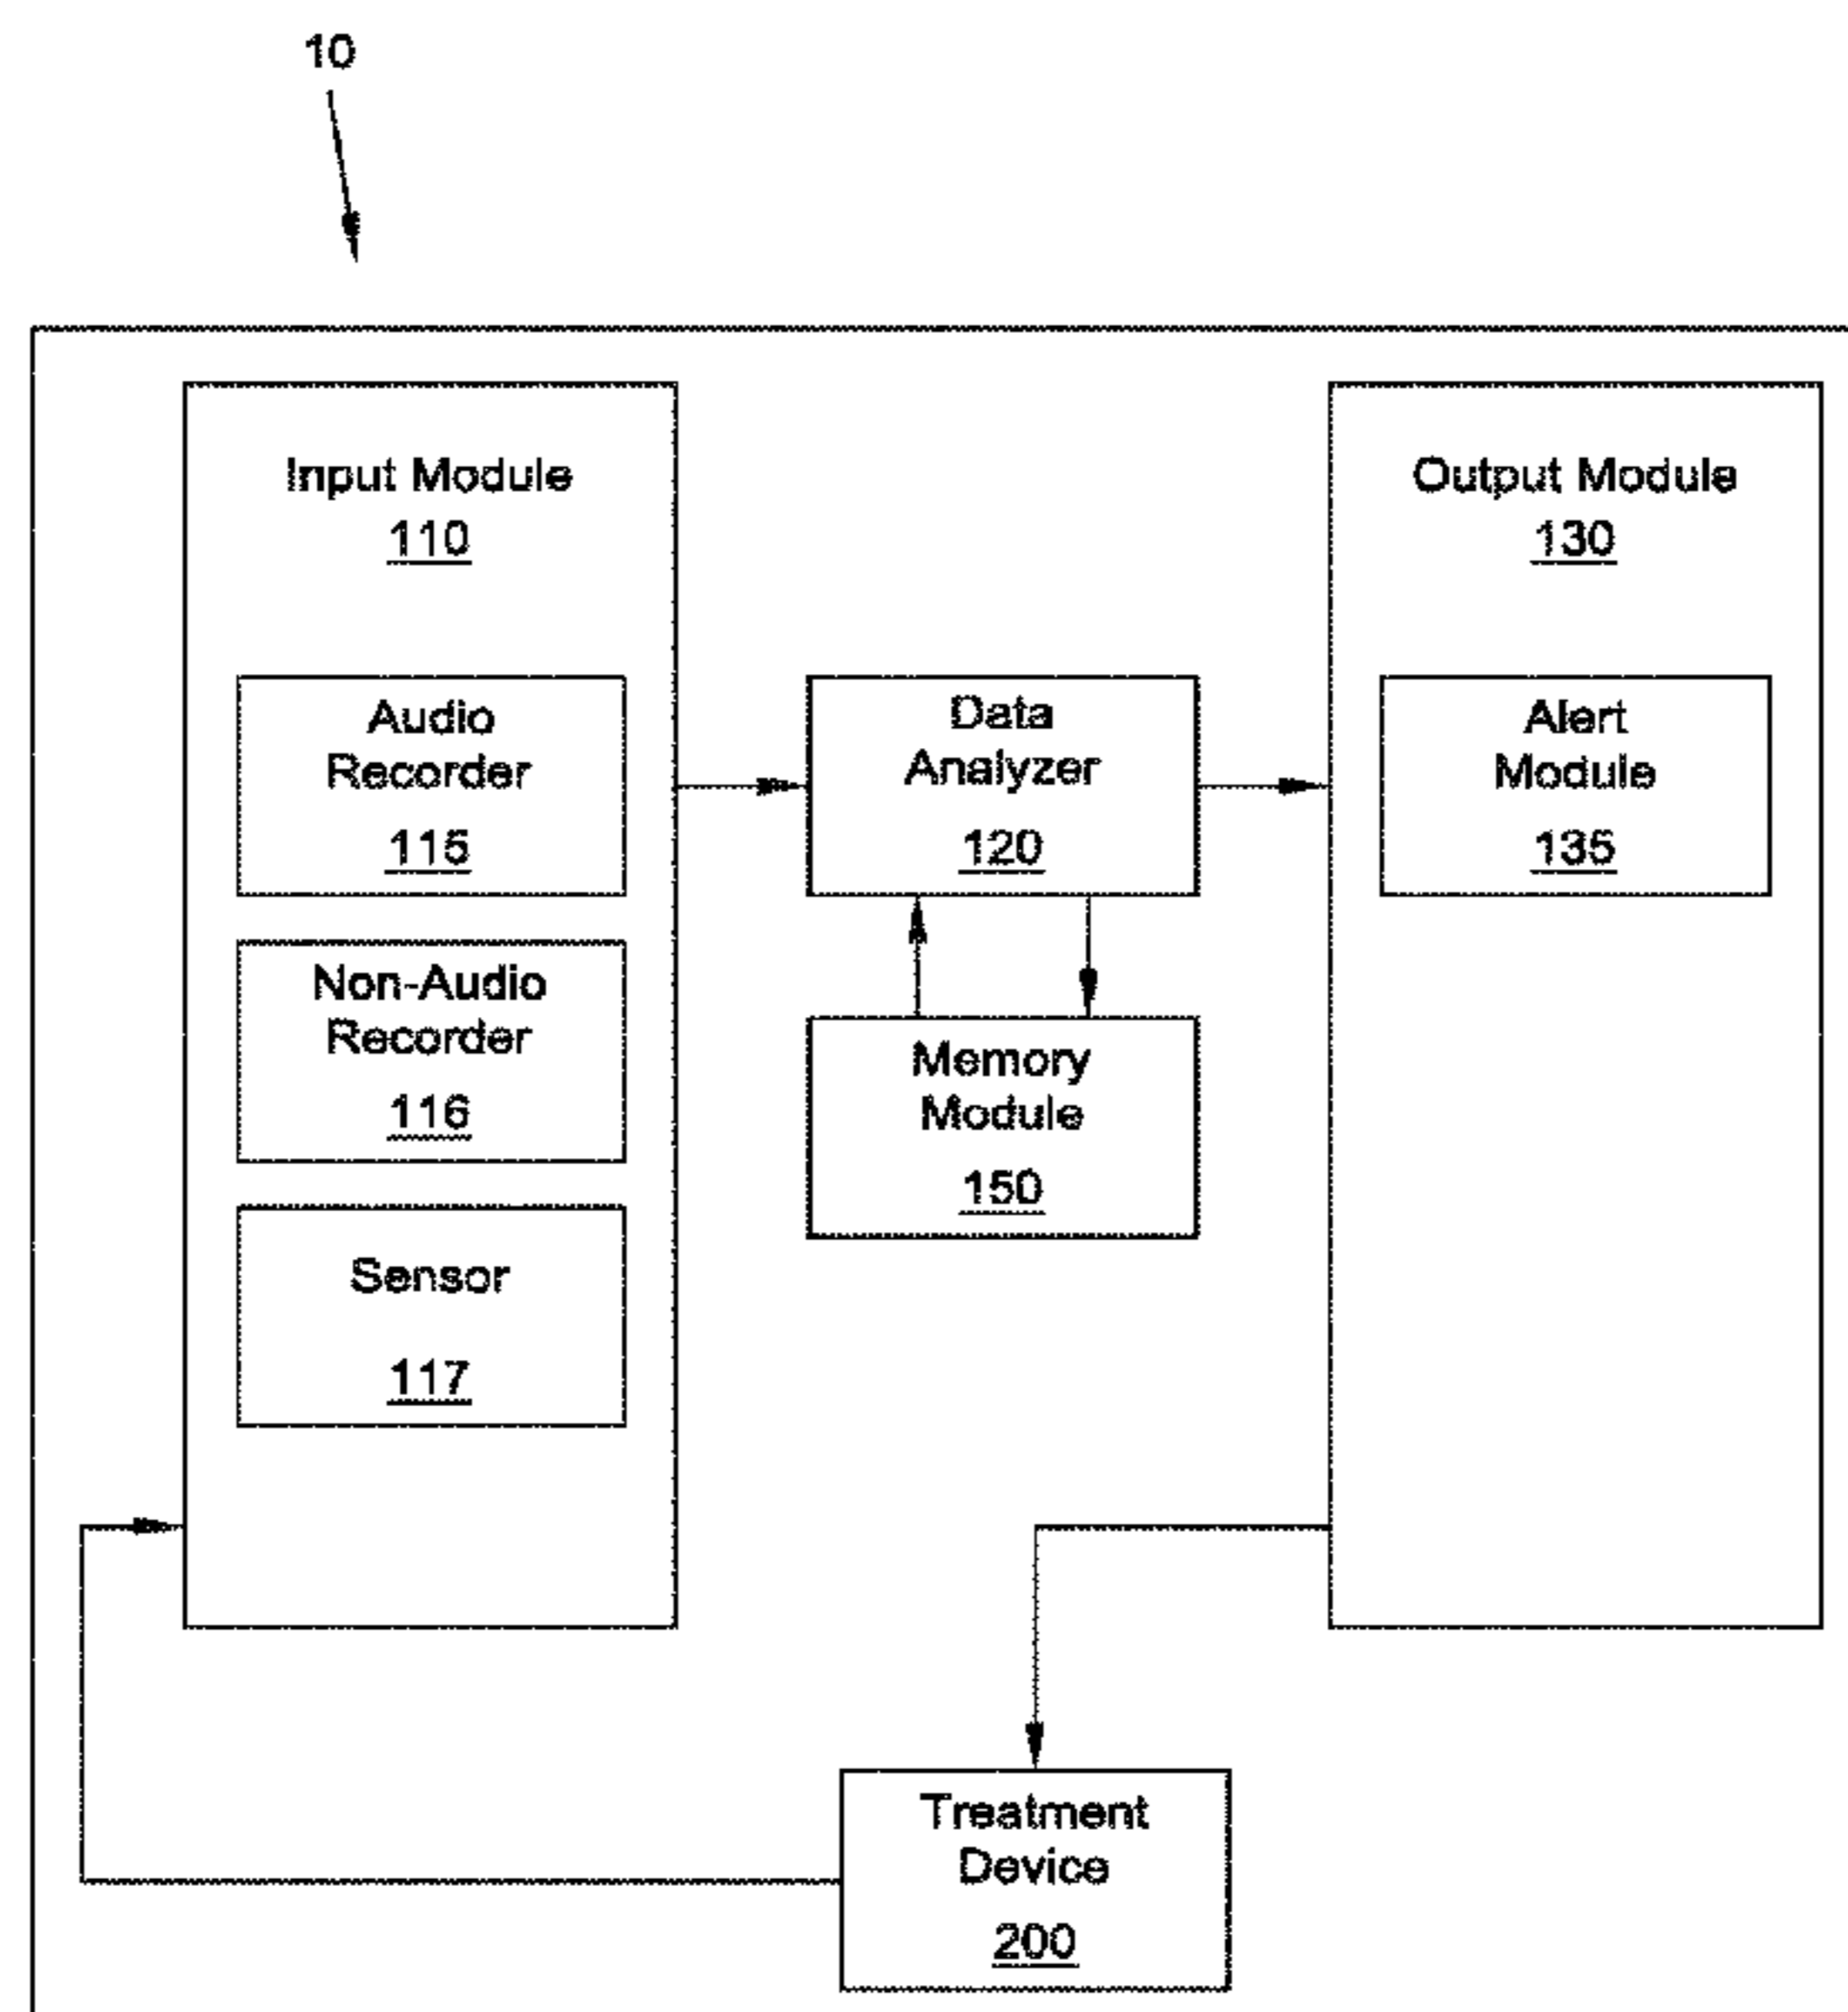 10
Input Module
110
Audio
Recorder
115
Non-Audio
Recorder
116
Sensor
117
Data
Analyzer
120
Memory
Module
150
Output Module
130
Alert
Module
135
Treatment
Device
200